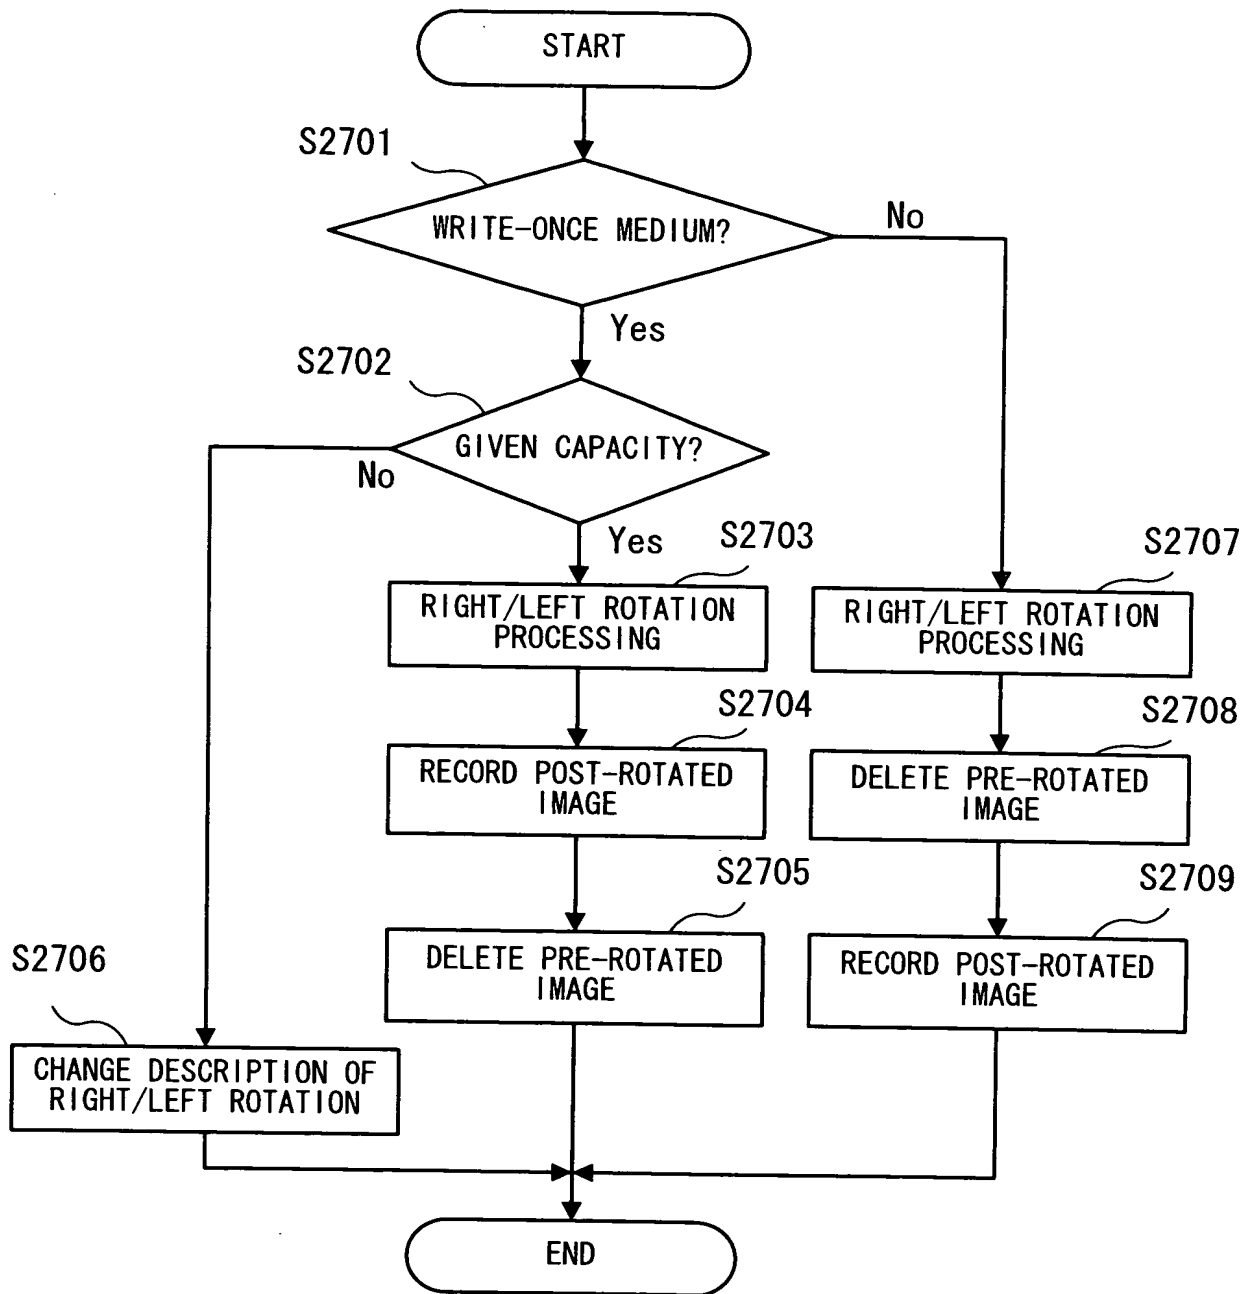 START
S2701
WRITE-ONCE MEDIUM?
No
Yes
S2702
GIVEN CAPACITY?
No
Yes
S2703
RIGHT/LEFT ROTATION
PROCESSING
S2707
RIGHT/LEFT ROTATION
PROCESSING
S2704
RECORD POST-ROTATED
IMAGE
S2708
DELETE PRE-ROTATED
IMAGE
S2705
DELETE PRE-ROTATED
IMAGE
S2709
RECORD POST-ROTATED
IMAGE
S2706
CHANGE DESCRIPTION OF
RIGHT/LEFT ROTATION
END